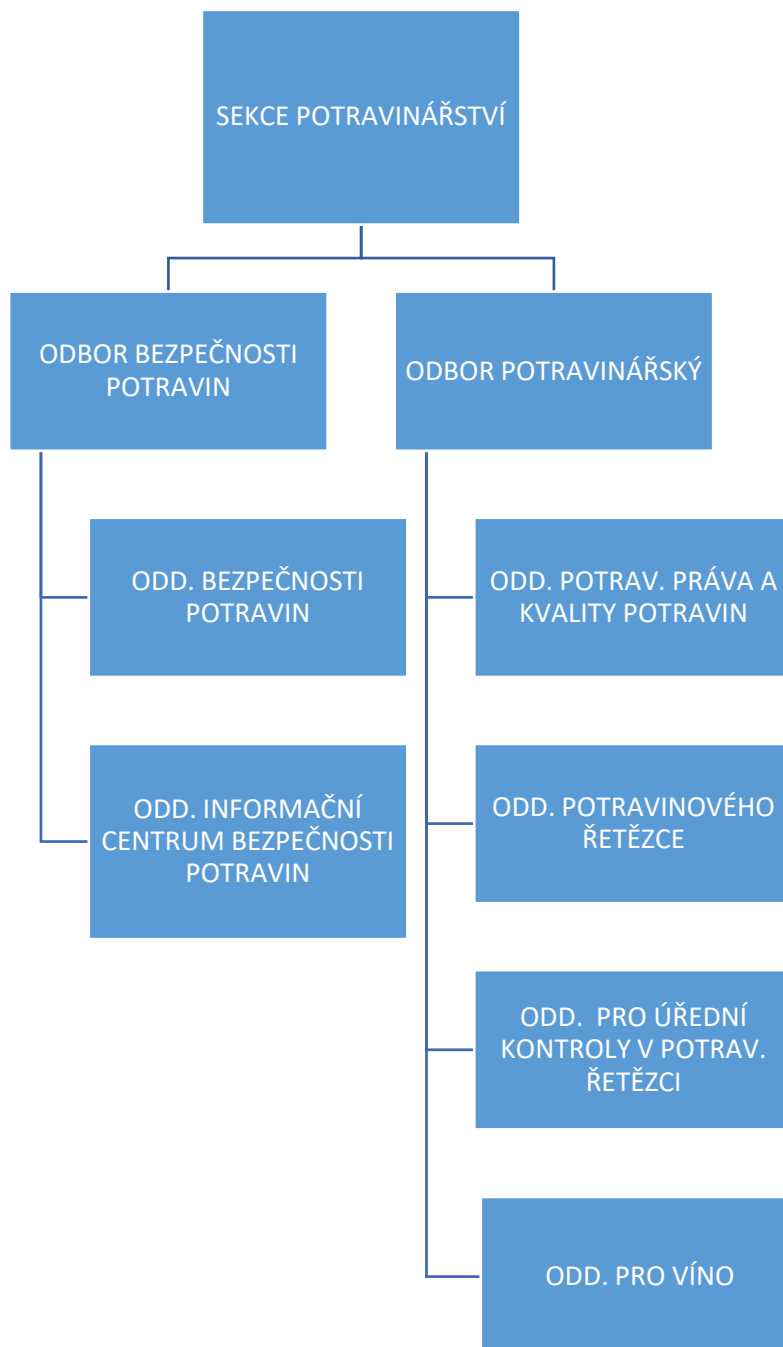 SEKCE POTRAVINÁŘSTVÍ
ODBOR BEZPEČNOSTI
POTRAVIN
ODBOR POTRAVINÁŘSKÝ
ODD. BEZPEČNOSTI
POTRAVIN
ODD. POTRAV. PRÁVA A
KVALITY POTRAVIN
ODD. INFORMAČNÍ
CENTRUM BEZPEČNOSTI
POTRAVIN
ODD. POTRAVINOVÉHO
ŘETĚZCE
ODD.  PRO ÚŘEDNÍ
KONTROLY V POTRAV.
ŘETĚZCI
ODD. PRO VÍNO